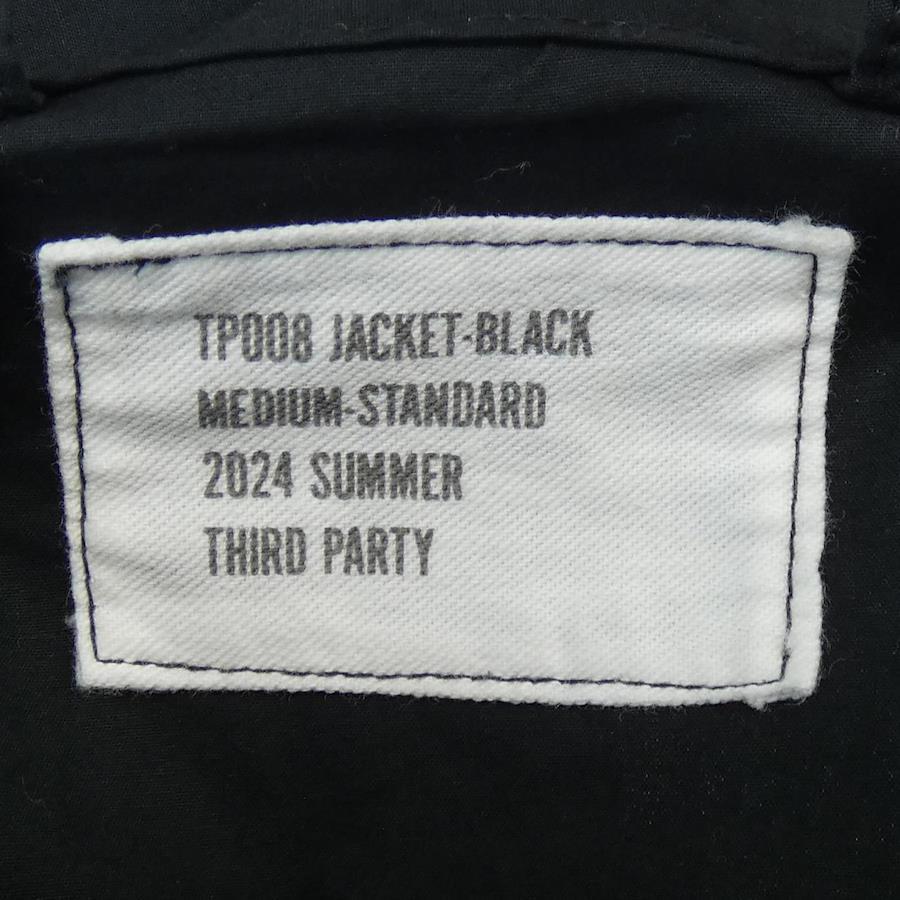 TP008 JACKET-BLACK
MEDIUM-STANDARD
2024 SUMMER
THIRD PARTY